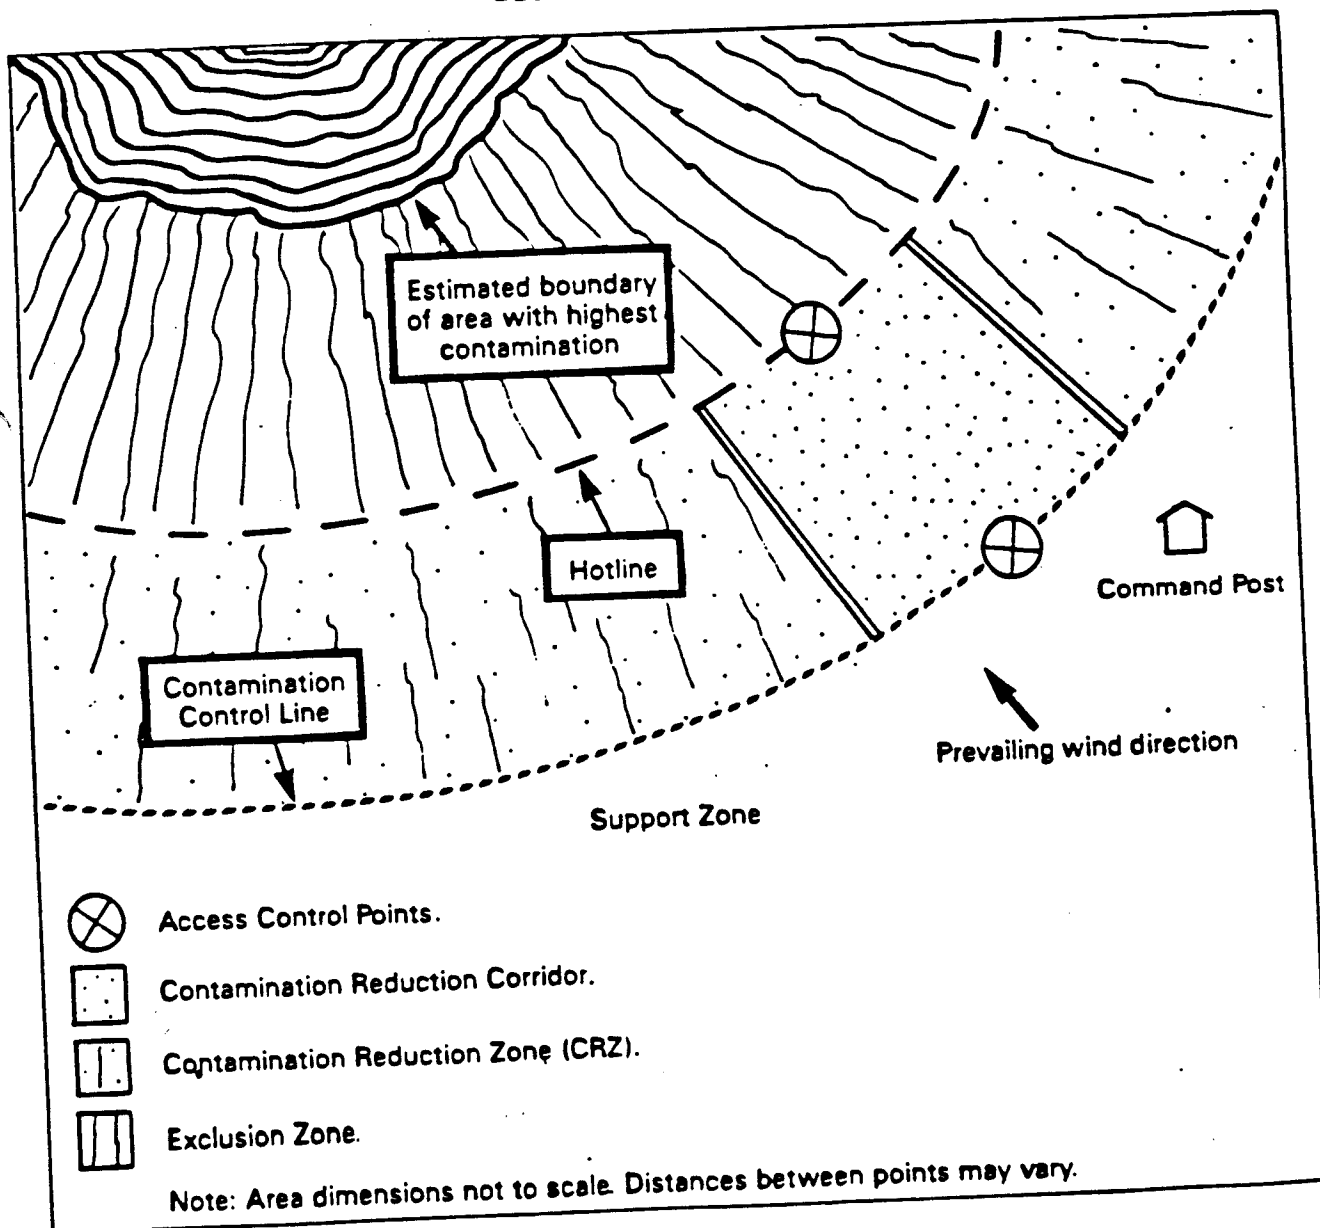 Estimated boundary
of area with highest
contamination
Hotline
Command Post
Contamination
Control Line
Prevailing wind direction
Support Zone
Access Control Points.
Contamination Reduction Corridor.
Contamination Reduction Zone (CRZ).
Exclusion Zone.
Note: Area dimensions not to scale. Distances between points may vary.